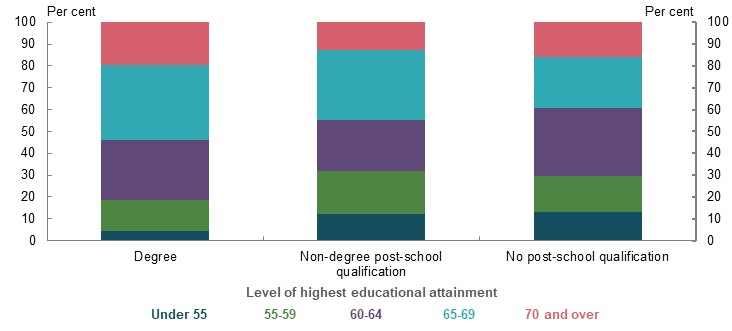 Per cent Per cent
100 100
90 90
80 80
70 70
60 60
50 50
40 40
30 30
20 20
10 10
0 0
Degree Non-degree post-school No post-school qualification
qualification
Level of highest educational attainment
Under 55 55-59 60-64 65-69 70 and over